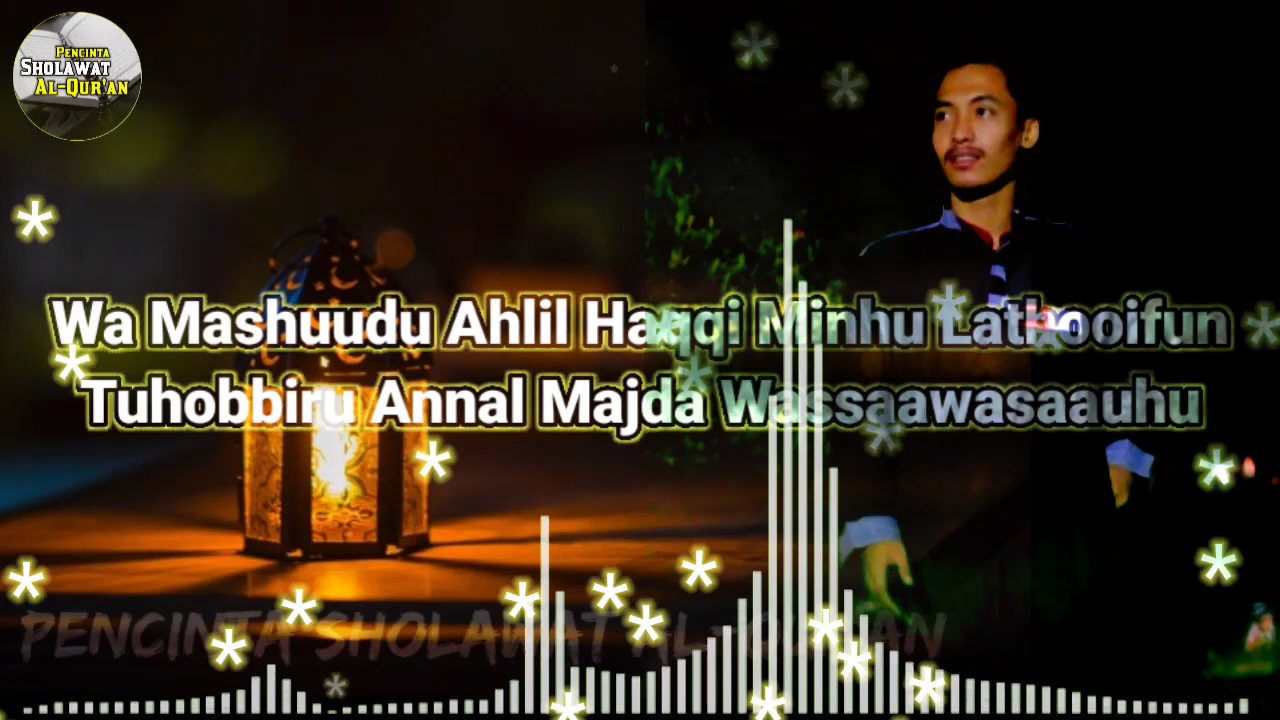 Pencinta
Sholawat
Al-Qur'an
Wa Mashuudu Ahlil Haqqi Minhu Lathooifun
Tuhobbiru Annal Majda Wassaawasaauhu
PENCINTA SHOLAWAT AL-QUR'AN